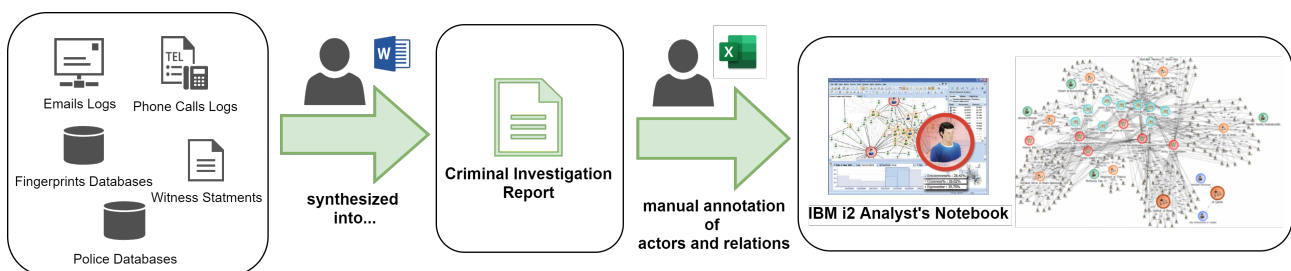 TEL
Emails Logs
Phone Calls Logs
Fingerprints Databases
Witness Statments
Police Databases
W
synthesized
into...
Criminal Investigation
Report
X
manual annotation
of
actors and relations
IBM i2 Analyst's Notebook